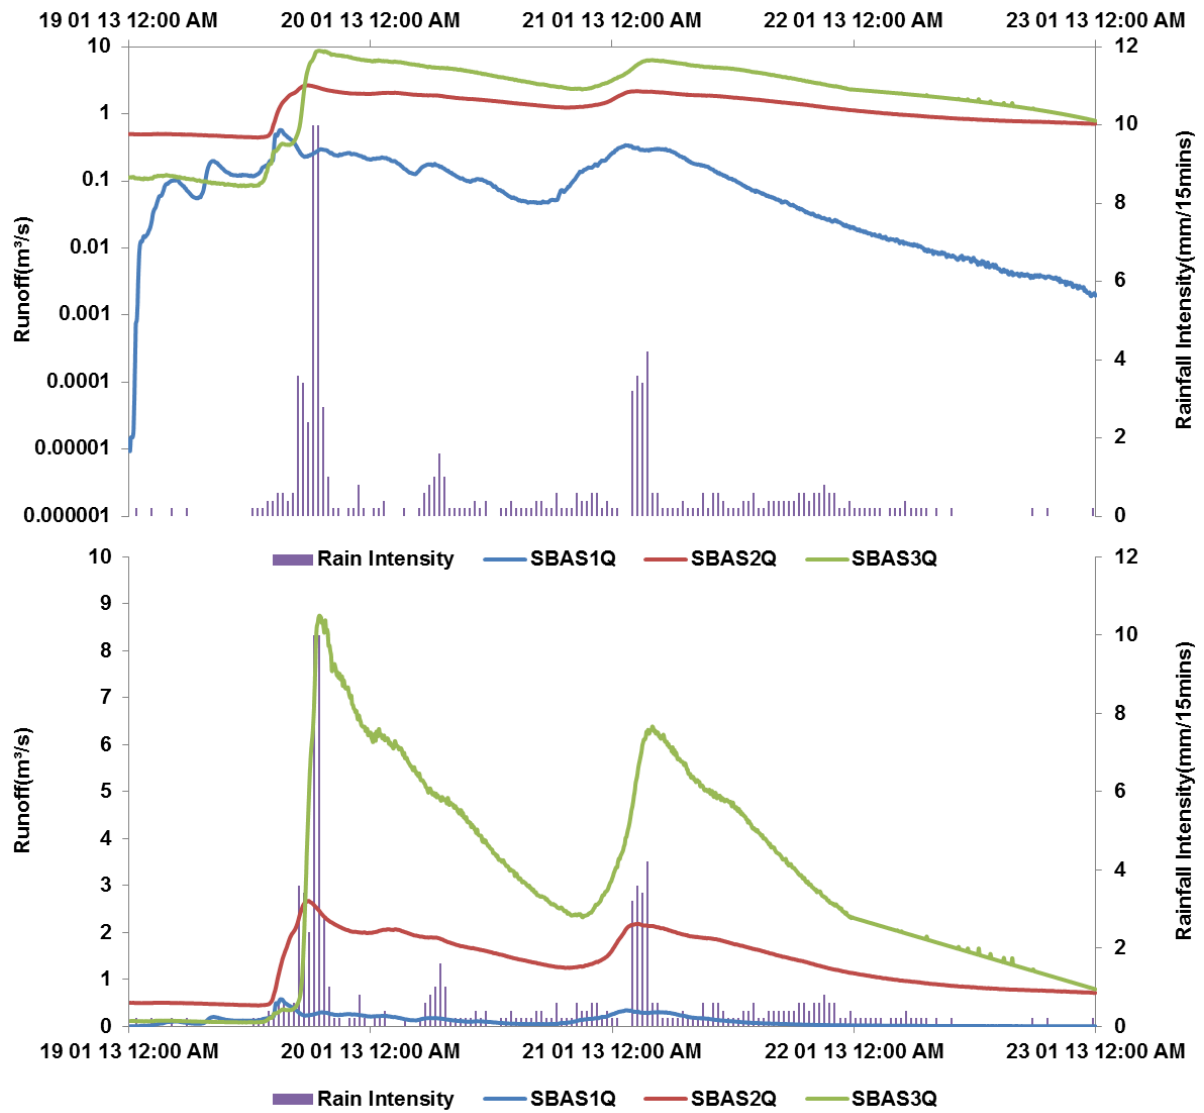 19 01 13 12:00 AM 20 01 13 12:00 AM 21 01 13 12:00 AM 22 01 13 12:00 AM 23 01 13 12:00 AM
10 12
1 10
0.1 8
0.01 6
0.001
0.0001 4
0.00001 2
0.000001 0
Runoff(m³/s)
Rainfall Intensity(mm/15mins)
Rain Intensity SBAS1Q SBAS2Q SBAS3Q
10 12
9
8 10
7 8
6
5 6
4
3 4
2 2
1
0 0
Runoff(m³/s)
Rainfall Intensity(mm/15mins)
19 01 13 12:00 AM 20 01 13 12:00 AM 21 01 13 12:00 AM 22 01 13 12:00 AM 23 01 13 12:00 AM
Rain Intensity SBAS1Q SBAS2Q SBAS3Q